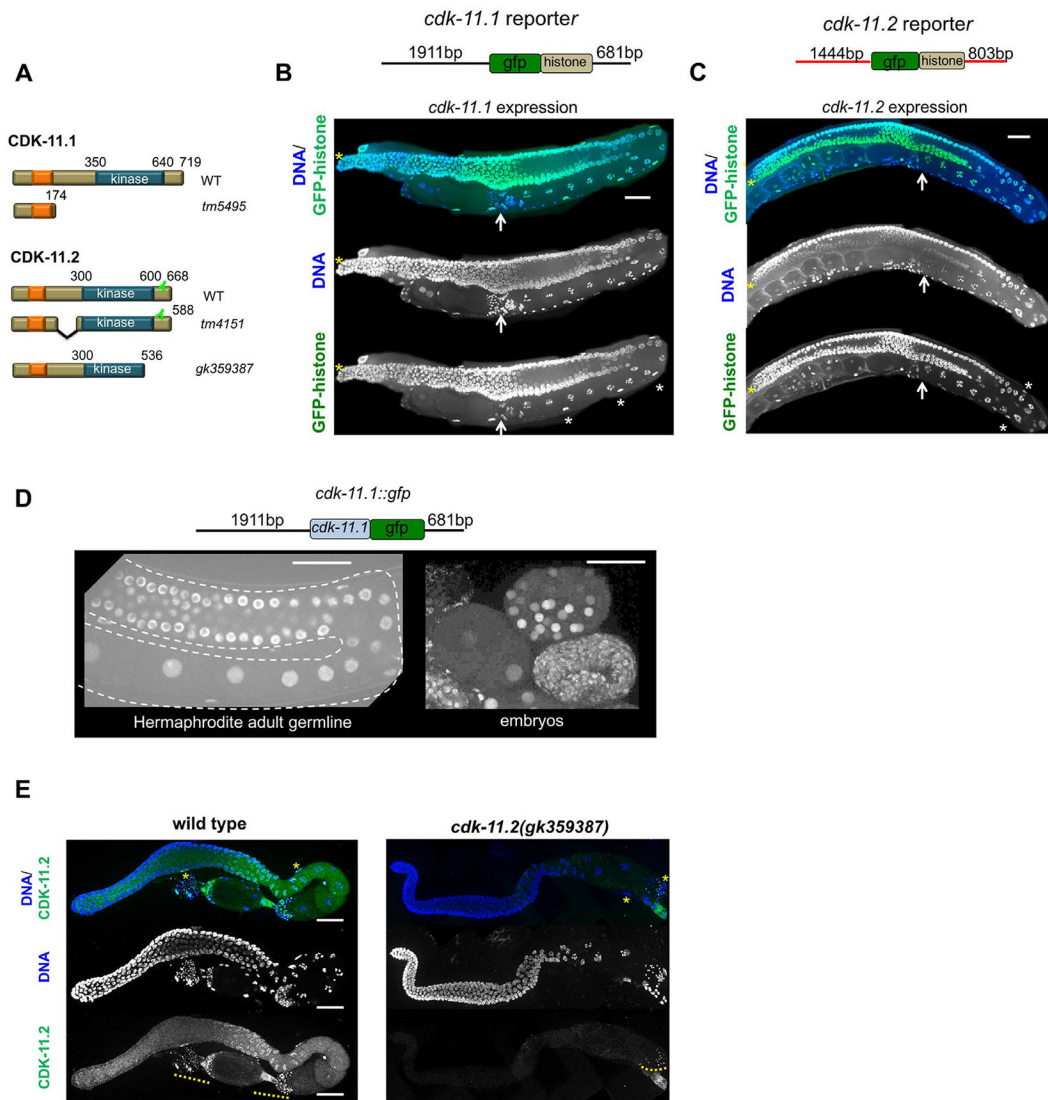 A
CDK-11.1
350 640 719
kinase WT
174
tm5495
CDK-11.2
300 600 668
kinase WT
588
kinase tm4151
300 536
kinase gk359387
B
cdk-11.1 reporter
1911bp gfp histone 681bp
cdk-11.1 expression
DNA/
GFP-histone
*
DNA
*
GFP-histone
*
* * *
C
cdk-11.2 reporter
1444bp gfp histone 803bp
cdk-11.2 expression
DNA/
GFP-histone
*
DNA
*
GFP-histone
*
* *
D
cdk-11.1::gfp
1911bp cdk-11.1 gfp 681bp
Hermaphrodite adult germline
embryos
E
wild type
cdk-11.2(gk359387)
DNA/
CDK-11.2
* *
* *
DNA
CDK-11.2